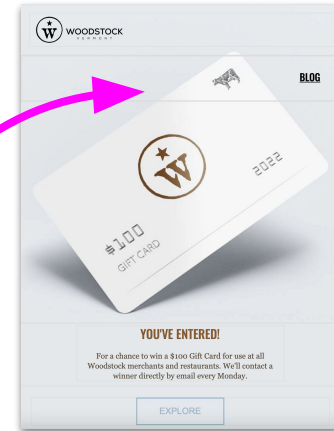 W
WOODSTOCK
VERMONT
BLOG
W
2022
$100
GIFT CARD
YOU'VE ENTERED!
For a chance to win a $100 Gift Card for use at all
Woodstock merchants and restaurants. We'll contact a
winner directly by email every Monday.
EXPLORE